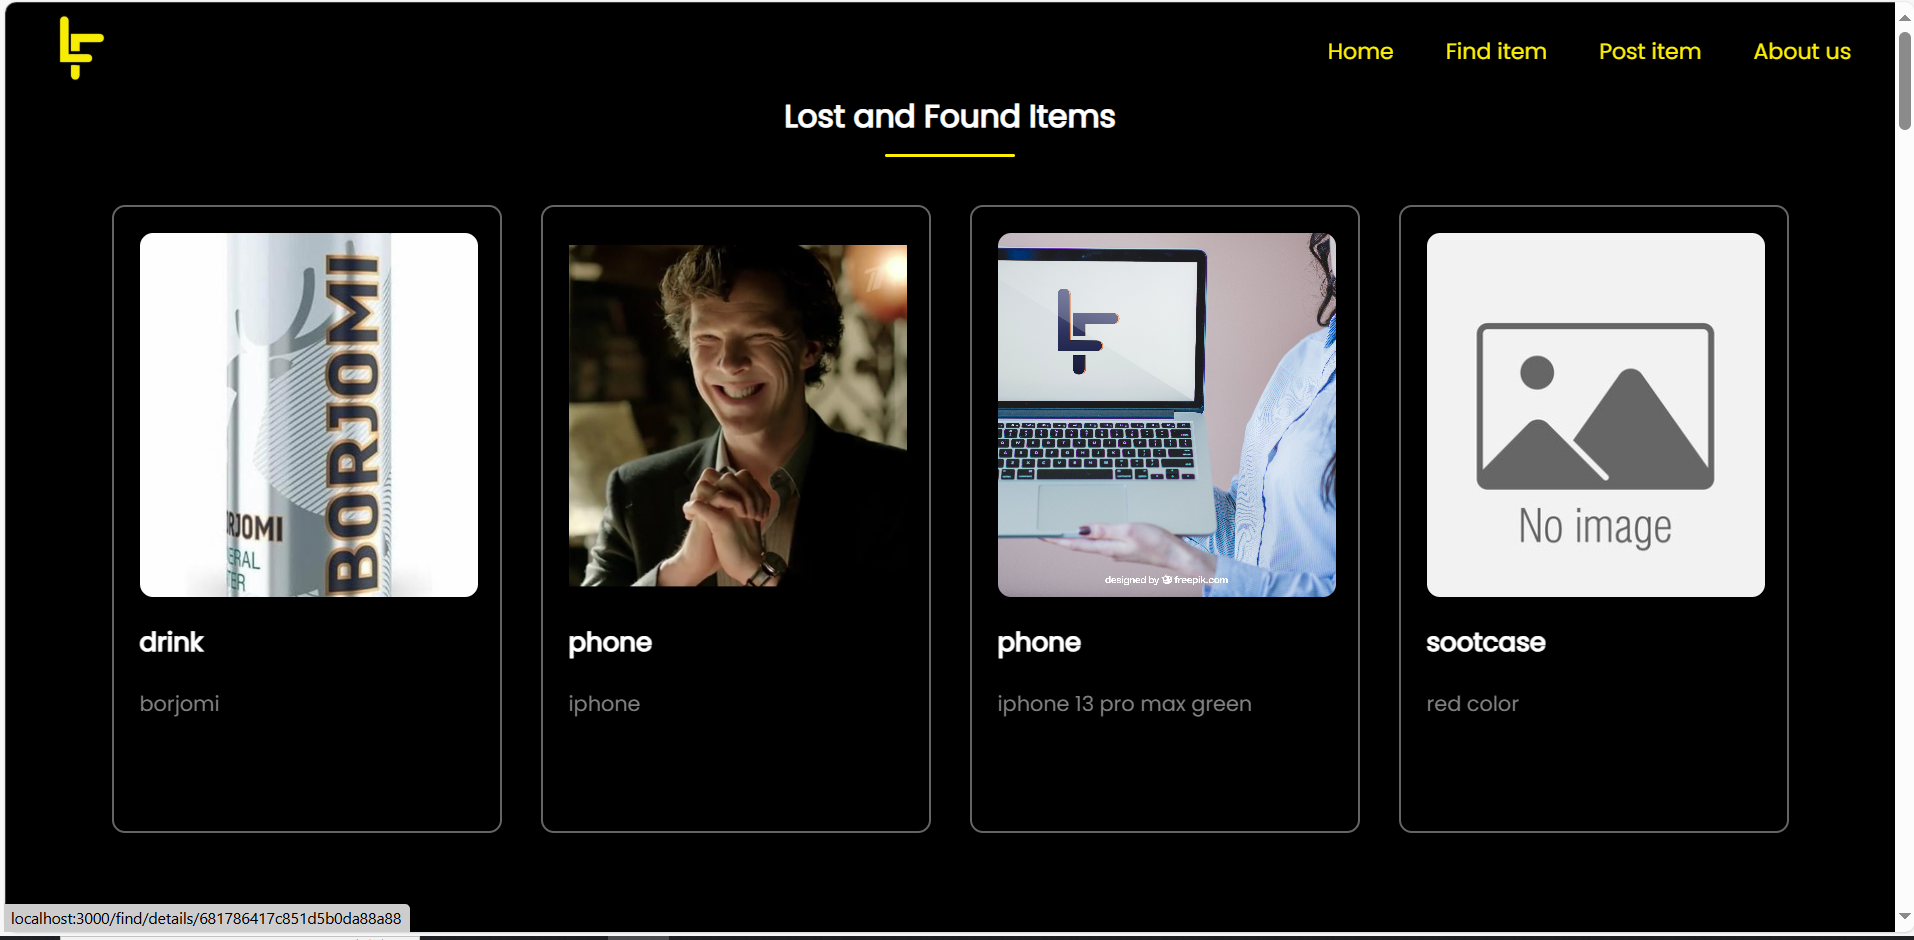 Home Find item Post item About us
Lost and Found Items
BORJOMI
RJOMI
ERAL
TER
designed by freepik.com
No image
drink phone phone sootcase
borjomi iphone iphone 13 pro max green red color
localhost:3000/find/details/681786417c851d5b0da88a88